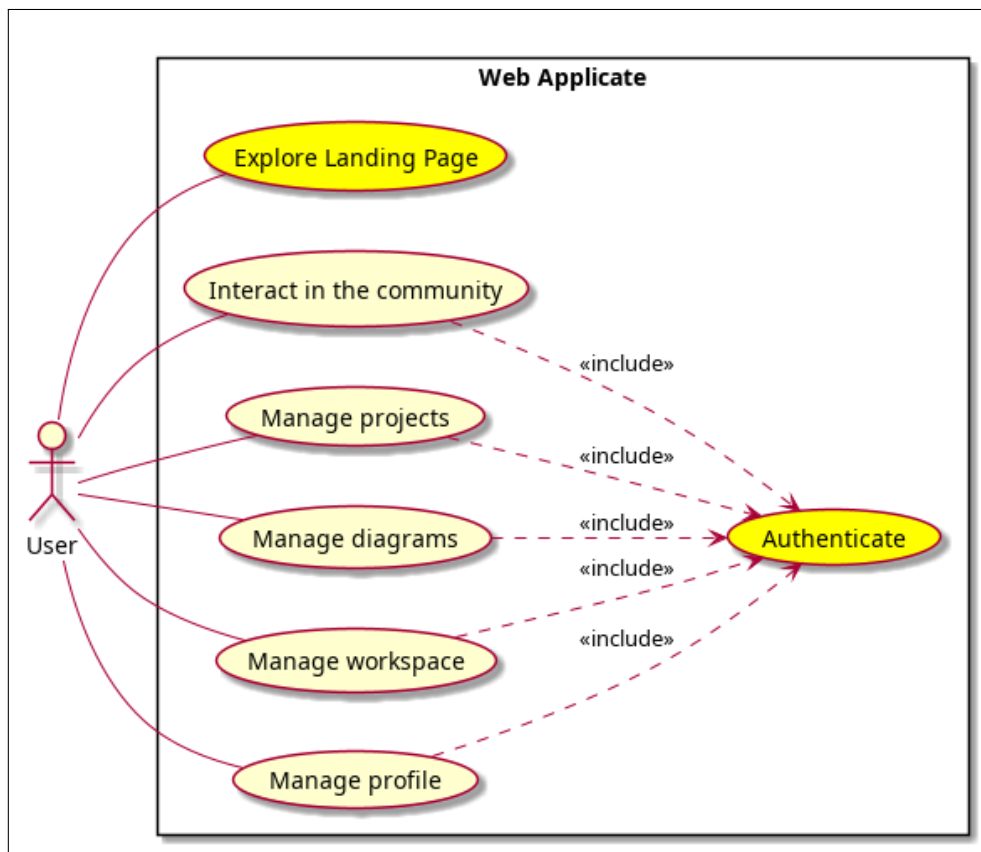 Web Applicate
Explore Landing Page
Interact in the community
«include»
Manage projects
«include»
«include»
Manage diagrams
Authenticate
User
«include»
Manage workspace
«include»
Manage profile